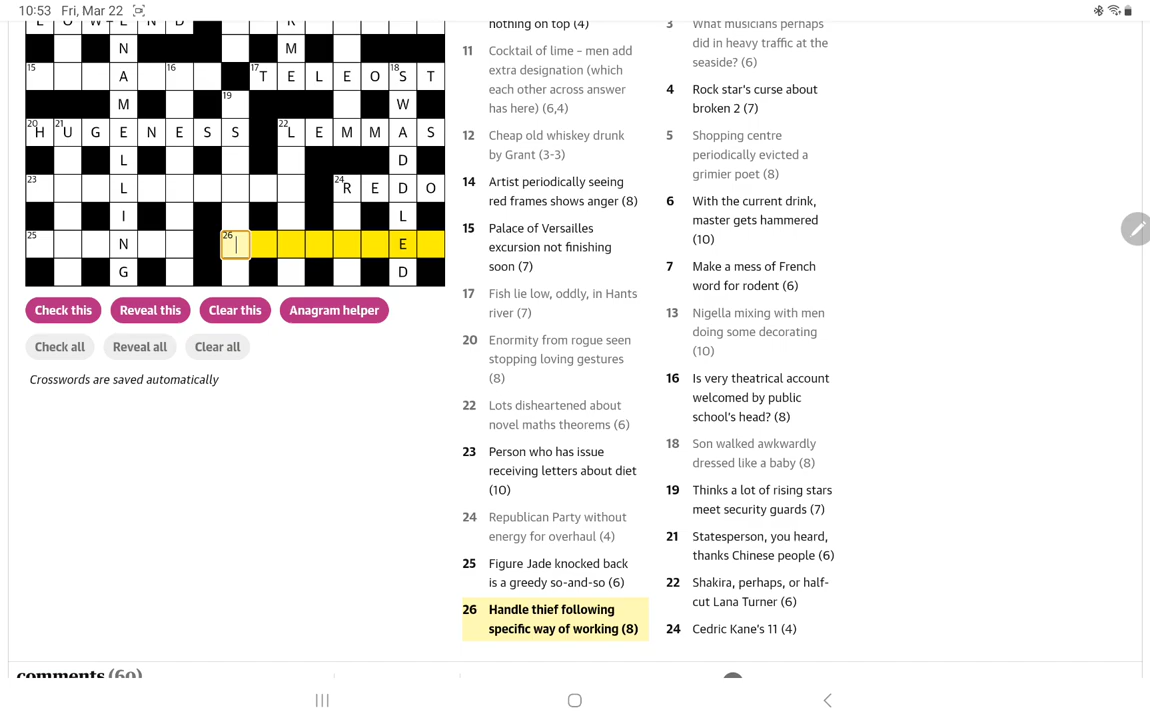 10:53 Fri, Mar 22
N M
15 A 16 17 T E L E O 18 S T
M 19 W
20 H 21 U G E N E S S 22 L E M M A S
L D
23 L 24 R E D O
I L
25 N 26 E
G D
Check this Reveal this Clear this Anagram helper
Check all Reveal all Clear all
Crosswords are saved automatically
nothing on top (4)
11 Cocktail of lime – men add
extra designation (which
each other across answer
has here) (6,4)
12 Cheap old whiskey drunk
by Grant (3-3)
14 Artist periodically seeing
red frames shows anger (8)
15 Palace of Versailles
excursion not finishing
soon (7)
17 Fish lie low, oddly, in Hants
river (7)
20 Enormity from rogue seen
stopping loving gestures
(8)
22 Lots disheartened about
novel maths theorems (6)
23 Person who has issue
receiving letters about diet
(10)
24 Republican Party without
energy for overhaul (4)
25 Figure Jade knocked back
is a greedy so-and-so (6)
26 Handle thief following
specific way of working (8)
3 What musicians perhaps
did in heavy traffic at the
seaside? (6)
4 Rock star's curse about
broken 2 (7)
5 Shopping centre
periodically evicted a
grimier poet (8)
6 With the current drink,
master gets hammered
(10)
7 Make a mess of French
word for rodent (6)
13 Nigella mixing with men
doing some decorating
(10)
16 Is very theatrical account
welcomed by public
school's head? (8)
18 Son walked awkwardly
dressed like a baby (8)
19 Thinks a lot of rising stars
meet security guards (7)
21 Statesperson, you heard,
thanks Chinese people (6)
22 Shakira, perhaps, or half-
cut Lana Turner (6)
24 Cedric Kane's 11 (4)
comments (60)